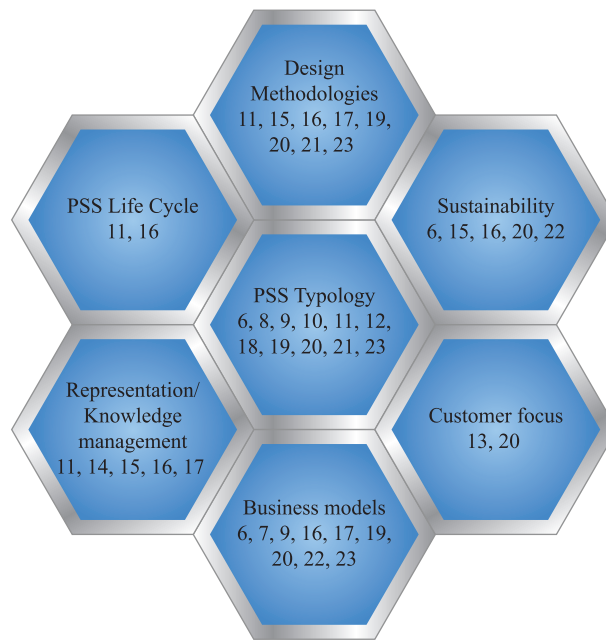 Design
Methodologies
11, 15, 16, 17, 19,
20, 21, 23
PSS Life Cycle
11, 16
Sustainability
6, 15, 16, 20, 22
PSS Typology
6, 8, 9, 10, 11, 12,
18, 19, 20, 21, 23
Representation/
Knowledge
management
11, 14, 15, 16, 17
Customer focus
13, 20
Business models
6, 7, 9, 16, 17, 19,
20, 22, 23